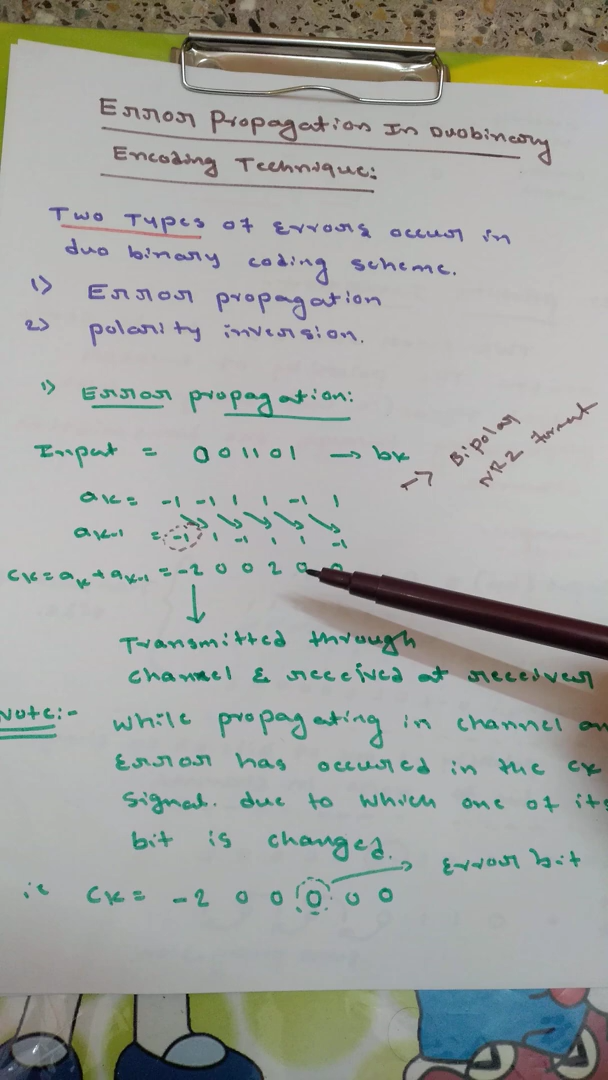 Error Propagation In Duobinary
Encoding Technique:
Two Types of Errors occur in
duo binary coding scheme.
1) Error propagation
2) polarity inversion.
1) Error propagation:
Input = 0 0 1 1 0 1 → bk
→ Bipolar
NRZ format
ak = -1 -1 1 1 -1 1
ak-1 = -1 1 -1 1 1 -1
Ck = ak + ak-1 = -2 0 0 2 0 0
Transmitted through
channel & received at receiver
Note:- while propagating in channel an
Error has occured in the Ck
signal. due to which one of its
bit is changed.
Error bit
ie Ck = -2 0 0 0 0 0